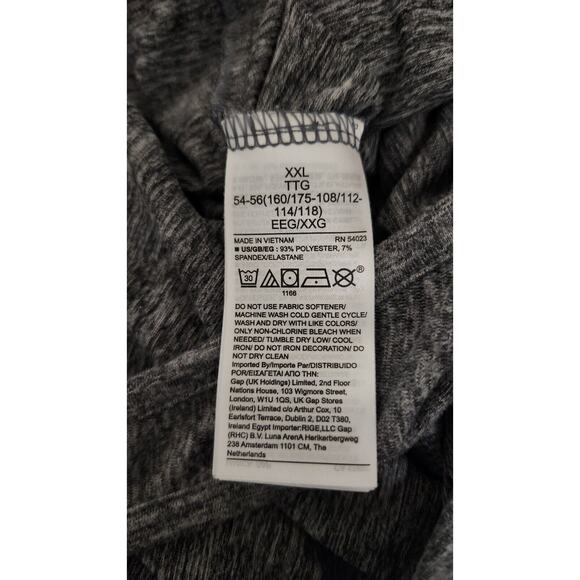 XXL
TTG
54-56(160/175-108/112-
114/118)
EEG/XXG
MADE IN VIETNAM RN 54023
■ US/GB/EG : 93% POLYESTER, 7%
SPANDEX/ELASTANE
30 ®
1166
DO NOT USE FABRIC SOFTENER/
MACHINE WASH COLD GENTLE CYCLE/
WASH AND DRY WITH LIKE COLORS/
ONLY NON-CHLORINE BLEACH WHEN
NEEDED/ TUMBLE DRY LOW/ COOL
IRON/ DO NOT IRON DECORATION/ DO
NOT DRY CLEAN
Imported By/Importe Par/DISTRIBUIDO
POR/ΕΙΣΑΓΕΤΑΙ ΑΠΟ ΤΗΝ:
Gap (UK Holdings) Limited, 2nd Floor
Nations House, 103 Wigmore Street,
London, W1U 1QS, UK Gap Stores
(Ireland) Limited c/o Arthur Cox, 10
Earlsfort Terrace, Dublin 2, D02 T380,
Ireland Egypt Importer:RIGE,LLC Gap
(RHC) B.V. Luna ArenA Herikerbergweg
238 Amsterdam 1101 CM, The
Netherlands